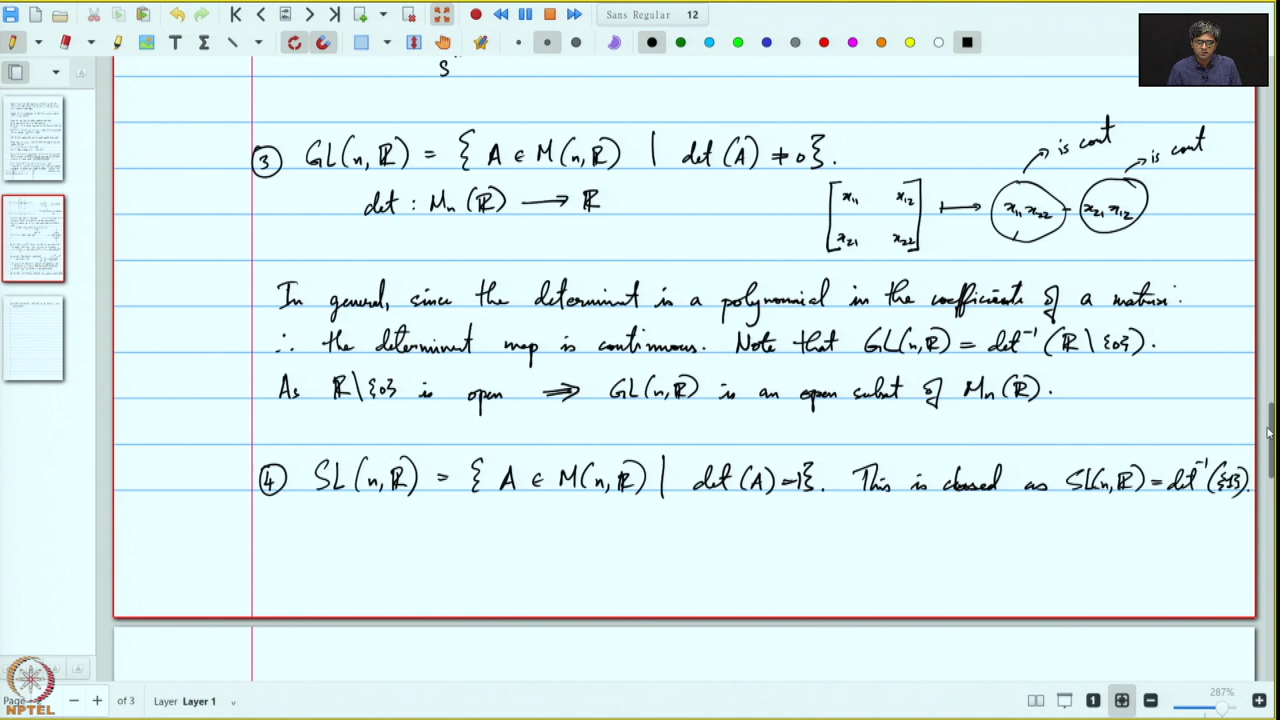 Sans Regular 12
S
③ GL(n, ℝ) = { A ∈ M(n, ℝ) | det(A) ≠ 0}.
is cont
is cont
det : Mn(ℝ) ⟶ ℝ
[x11 x12 x21 x22] ⟼ x11 x22 - x21 x12
In general, since the determinant is a polynomial in the coefficients of a matrix.
∴ the determinent map is continuous. Note that GL(n, ℝ) = det⁻¹(ℝ \ {0}).
As ℝ\{0} is open ⟹ GL(n, ℝ) is an open subset of Mn(ℝ).
④ SL(n, ℝ) = { A ∈ M(n, ℝ) | det(A)=1}. This is closed as SL(n, ℝ) = det⁻¹({1}).
NPTEL
Page
of 3
Layer Layer 1
287%